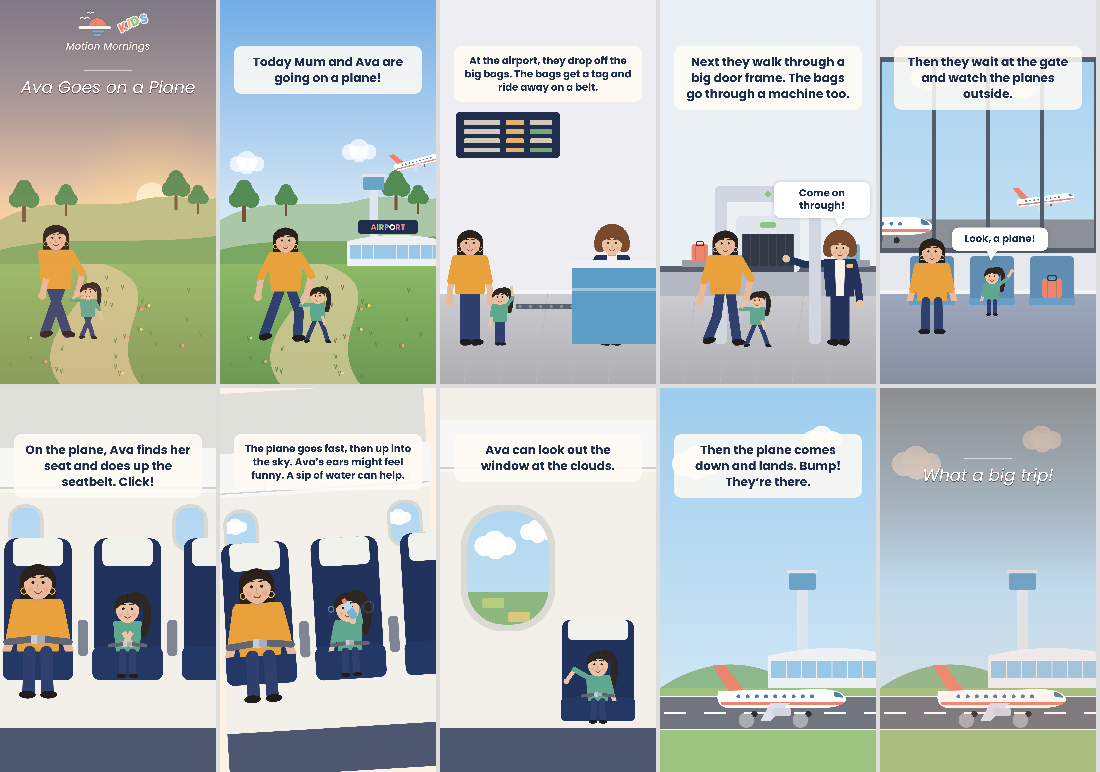 KIDS
Motion Mornings
Ava Goes on a Plane
Today Mum and Ava are
going on a plane!
AIRPORT
At the airport, they drop off the
big bags. The bags get a tag and
ride away on a belt.
Next they walk through a
big door frame. The bags
go through a machine too.
Come on
through!
Then they wait at the gate
and watch the planes
outside.
Look, a plane!
On the plane, Ava finds her
seat and does up the
seatbelt. Click!
The plane goes fast, then up into
the sky. Ava's ears might feel
funny. A sip of water can help.
Ava can look out the
window at the clouds.
Then the plane comes
down and lands. Bump!
They're there.
What a big trip!